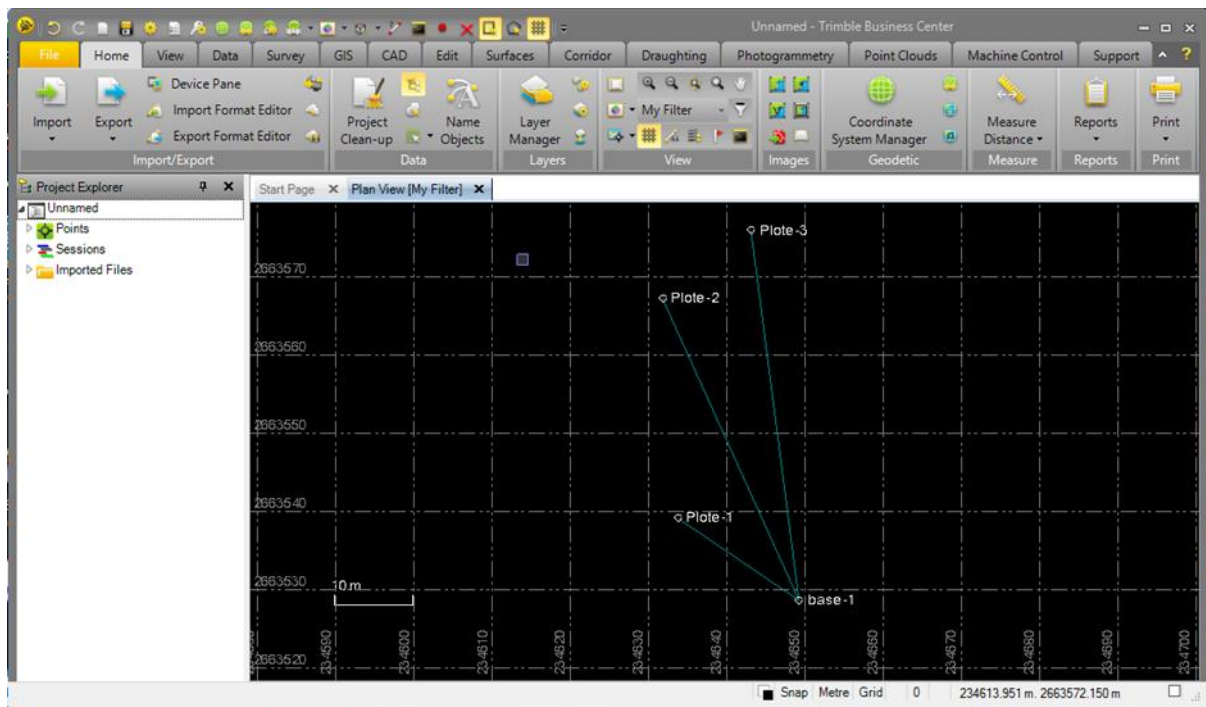 Unnamed - Trimble Business Center
File Home View Data Survey GIS CAD Edit Surfaces Corridor Draughting Photogrammetry Point Clouds Machine Control Support
Import
Export
Device Pane
Import Format Editor
Export Format Editor
Import/Export
Project Clean-up
Name Objects
Data
Layer Manager
Layers
My Filter
View
Images
Coordinate System Manager
Geodetic
Measure Distance
Measure
Reports
Reports
Print
Print
Project Explorer
Start Page
Plan View [My Filter]
Unnamed
Points
Sessions
Imported Files
Plote-3
2663570
Plote-2
2663560
2663550
2663540
Plote-1
2663530
10 m
base-1
2663520
234590
234600
234610
234620
234630
234640
234650
234660
234670
234680
234690
234700
Snap Metre Grid 0 234613.951 m. 2663572.150 m